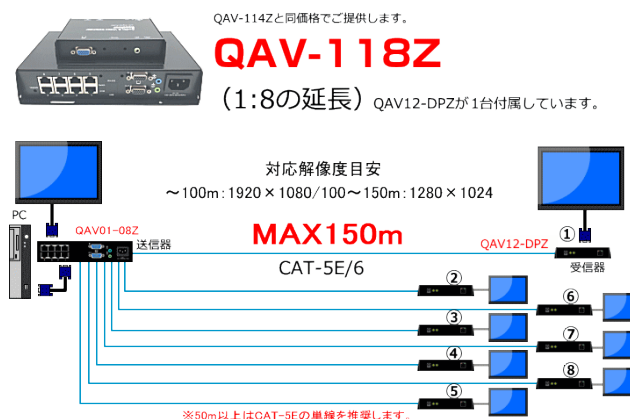 QAV-114Zと同価格でご提供します。
QAV-118Z
（1:8の延長）QAV12-DPZが1台付属しています。
対応解像度目安
～100m：1920×1080/100～150m：1280×1024
PC
QAV01-08Z
送信器
MAX150m
CAT-5E/6
QAV12-DPZ
①
受信器
②
⑥
③
⑦
④
⑧
⑤
※50m以上はCAT-5Eの単線を推奨します。